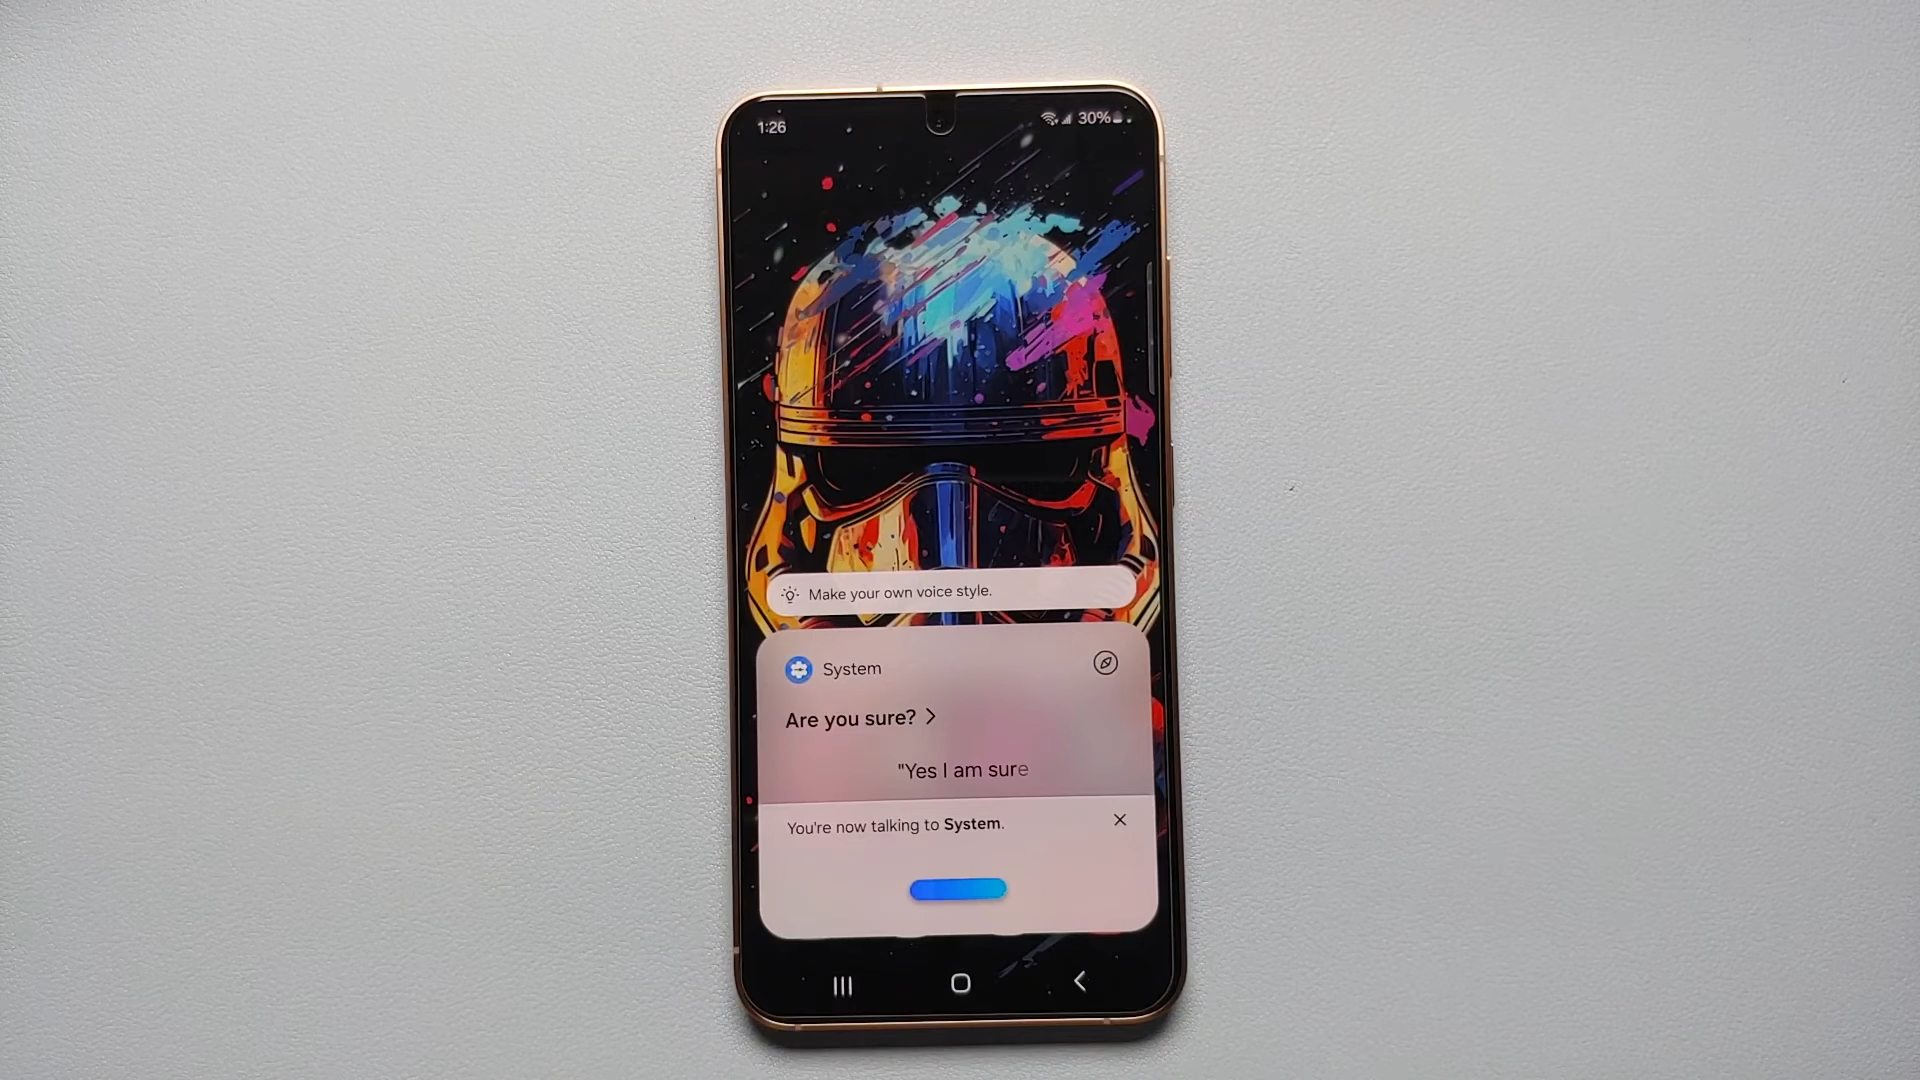 1:26
30%
Make your own voice style.
System
Are you sure? >
"Yes I am sure
You're now talking to System.